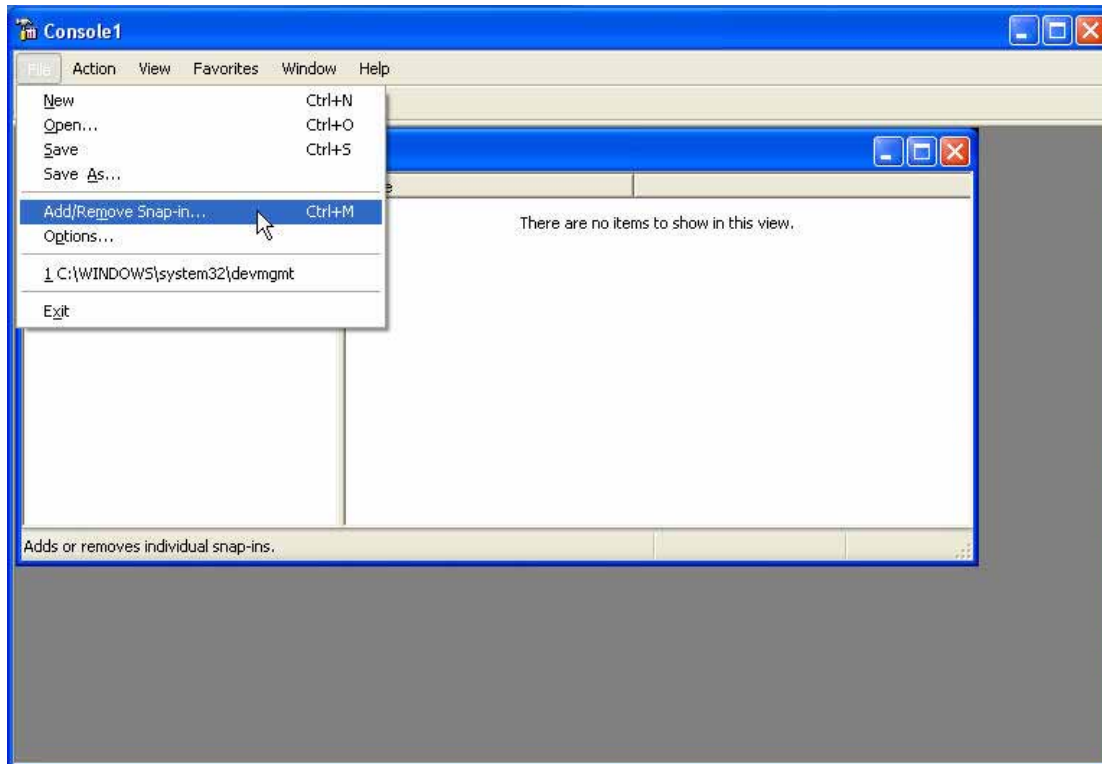 Console1
File Action View Favorites Window Help
New Ctrl+N
Open... Ctrl+O
Save Ctrl+S
Save As...
Add/Remove Snap-in... Ctrl+M
Options...
1 C:\WINDOWS\system32\devmgmt
Exit
There are no items to show in this view.
Adds or removes individual snap-ins.